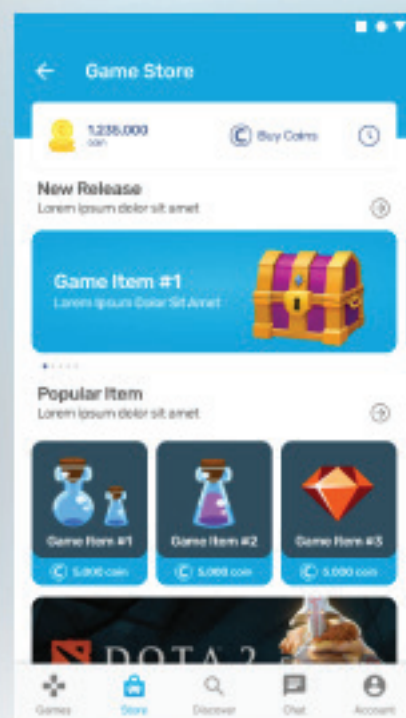 Game Store
1.235.000
coin
Buy Coins
New Release
Lorem ipsum dolor sit amet
Game Item #1
Lorem Ipsum Dolor Sit Amet
Popular Item
Lorem ipsum dolor sit amet
Game Item #1
Game Item #2
Game Item #3
5.000 coin
5.000 coin
5.000 coin
DOTA 2
Games
Store
Discover
Chat
Account